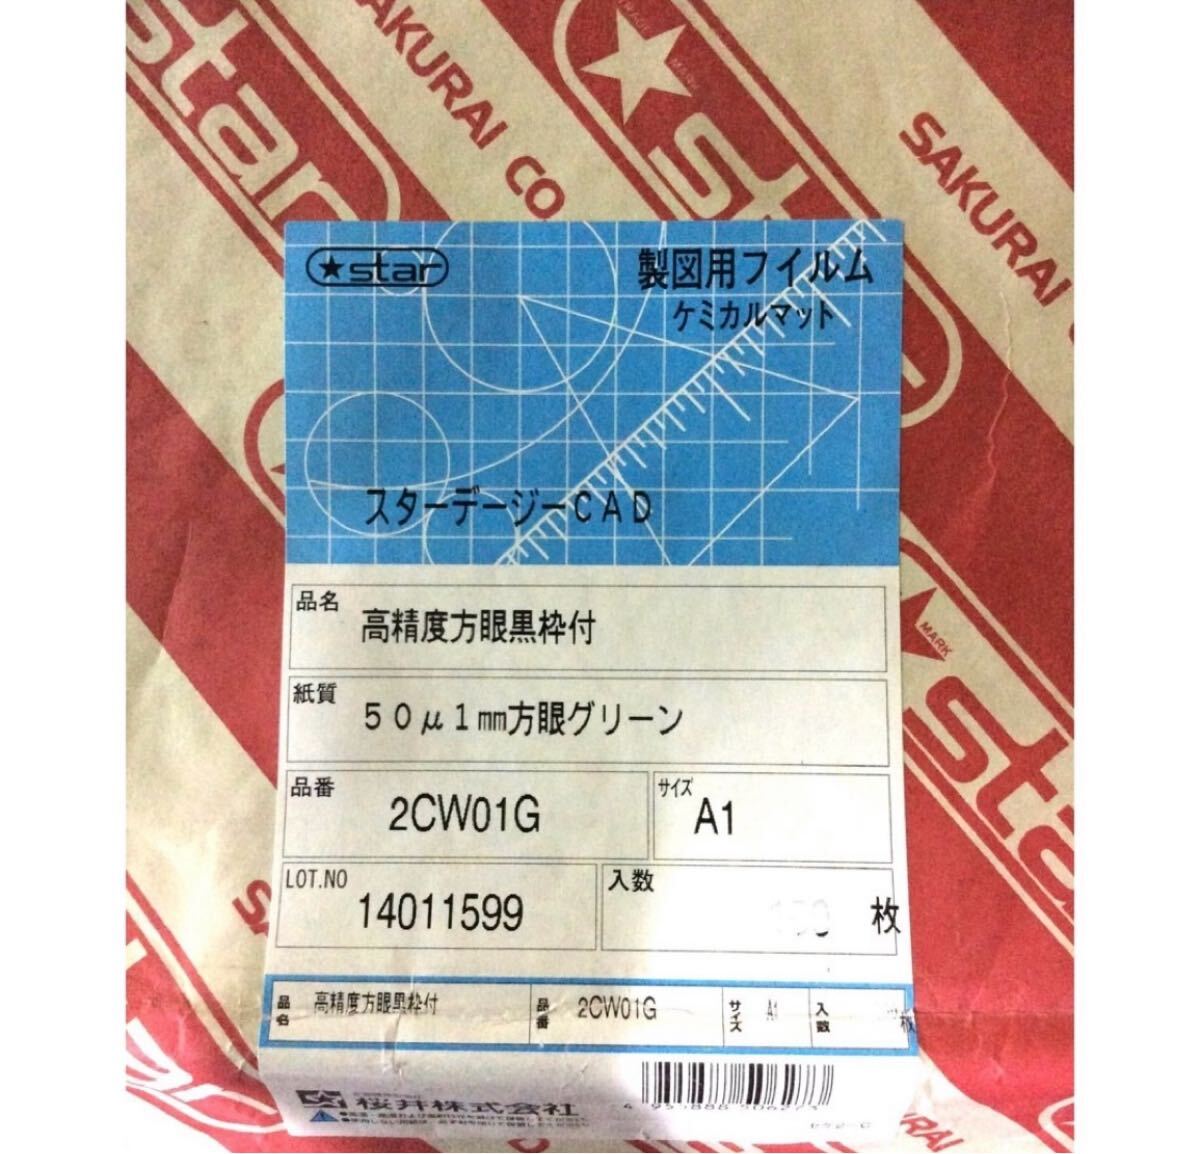 star
SAKURAI CO
star
SAKURAI
★star
製図用フイルム
ケミカルマット
スターデージーCAD
品名
高精度方眼黒枠付
紙質
50μ1㎜方眼グリーン
品番
2CW01G
サイズ
A1
LOT.NO
14011599
入数
枚
MARK
star
品名
高精度方眼黒枠付
品番
2CW01G
サイズ
A1
入数
枚
桜井株式会社